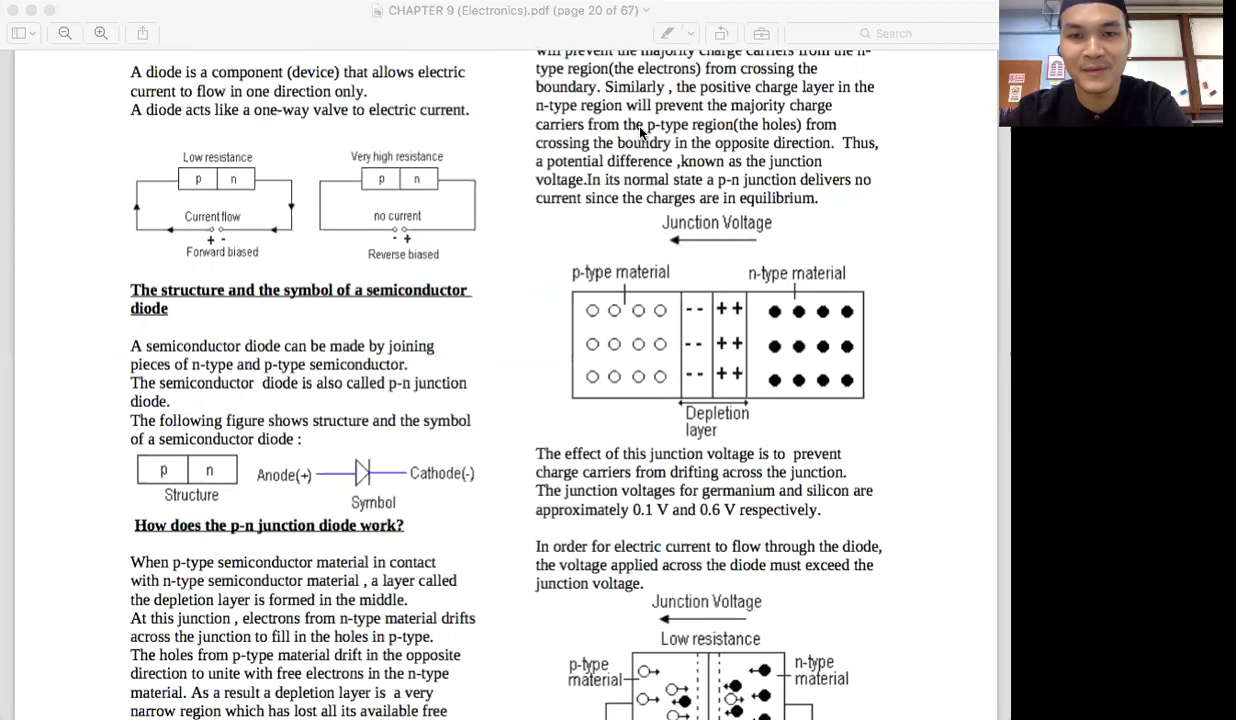 CHAPTER 9 (Electronics).pdf (page 20 of 67)
Search
A diode is a component (device) that allows electric
current to flow in one direction only.
A diode acts like a one-way valve to electric current.
Low resistance
Very high resistance
p n
p n
Current flow
no current
+ -
- +
Forward biased
Reverse biased
The structure and the symbol of a semiconductor
diode
A semiconductor diode can be made by joining
pieces of n-type and p-type semiconductor.
The semiconductor diode is also called p-n junction
diode.
The following figure shows structure and the symbol
of a semiconductor diode :
p n
Anode(+)
Cathode(-)
Structure
Symbol
How does the p-n junction diode work?
When p-type semiconductor material in contact
with n-type semiconductor material , a layer called
the depletion layer is formed in the middle.
At this junction , electrons from n-type material drifts
across the junction to fill in the holes in p-type.
The holes from p-type material drift in the opposite
direction to unite with free electrons in the n-type
material. As a result a depletion layer is a very
narrow region which has lost all its available free
will prevent the majority charge carriers from the n-
type region(the electrons) from crossing the
boundary. Similarly , the positive charge layer in the
n-type region will prevent the majority charge
carriers from the p-type region(the holes) from
crossing the boundry in the opposite direction. Thus,
a potential difference ,known as the junction
voltage.In its normal state a p-n junction delivers no
current since the charges are in equilibrium.
Junction Voltage
p-type material
n-type material
- - + +
- - + +
- - + +
Depletion
layer
The effect of this junction voltage is to prevent
charge carriers from drifting across the junction.
The junction voltages for germanium and silicon are
approximately 0.1 V and 0.6 V respectively.
In order for electric current to flow through the diode,
the voltage applied across the diode must exceed the
junction voltage.
Junction Voltage
Low resistance
p-type
material
n-type
material